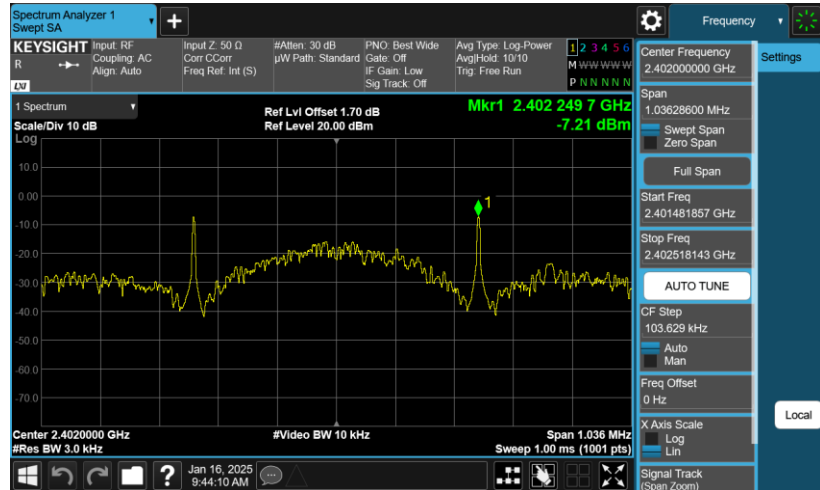 Spectrum Analyzer 1
Swept SA
Frequency
KEYSIGHT
R
LXI
Input: RF
Coupling: AC
Align: Auto
Input Z: 50 Ω
Corr CCorr
Freq Ref: Int (S)
#Atten: 30 dB
µW Path: Standard
PNO: Best Wide
Gate: Off
IF Gain: Low
Sig Track: Off
Avg Type: Log-Power
Avg|Hold: 10/10
Trig: Free Run
1 2 3 4 5 6
M W W W W W
P N N N N N
Center Frequency
2.402000000 GHz
Settings
Span
1.03628600 MHz
Swept Span
Zero Span
Full Span
Start Freq
2.401481857 GHz
Stop Freq
2.402518143 GHz
AUTO TUNE
CF Step
103.629 kHz
Auto
Man
Freq Offset
0 Hz
X Axis Scale
Log
Lin
Signal Track
(Span Zoom)
Local
1 Spectrum
Scale/Div 10 dB
Log
Ref Lvl Offset 1.70 dB
Ref Level 20.00 dBm
Mkr1 2.402 249 7 GHz
-7.21 dBm
1
10.0
0.00
-10.0
-20.0
-30.0
-40.0
-50.0
-60.0
-70.0
Center 2.4020000 GHz
#Res BW 3.0 kHz
#Video BW 10 kHz
Span 1.036 MHz
Sweep 1.00 ms (1001 pts)
?
Jan 16, 2025
9:44:10 AM